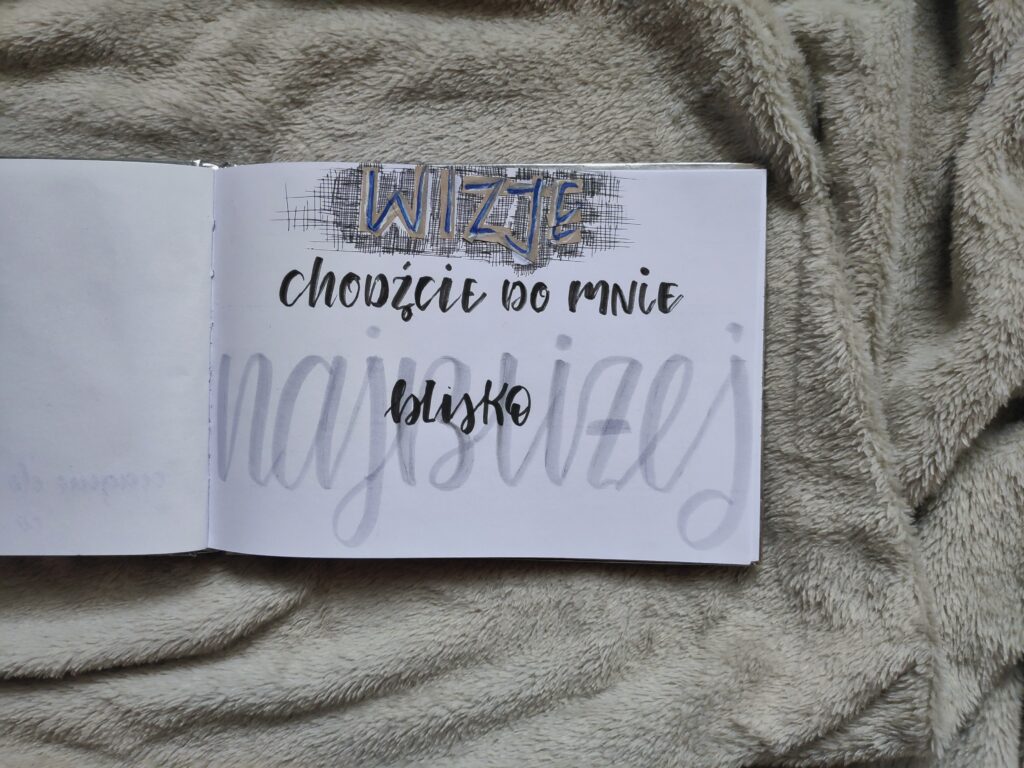 WIZJE
CHODŹCIE DO MNIE
najbliżej
blisko